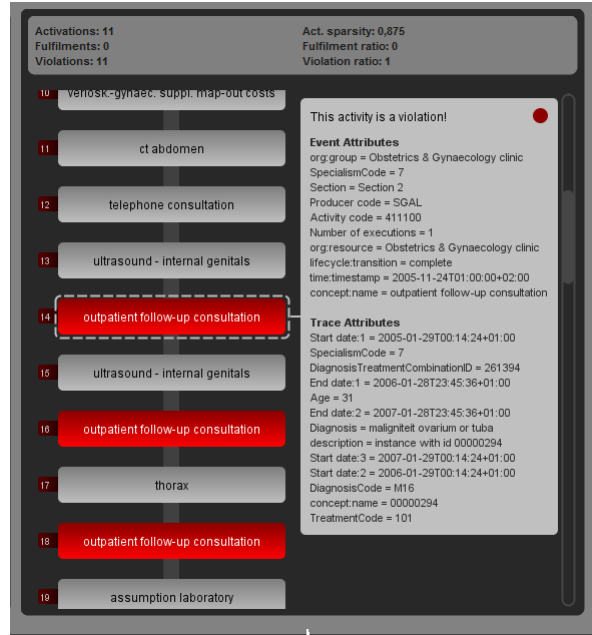 Activations: 11
Fulfilments: 0
Violations: 11
Act. sparsity: 0,875
Fulfilment ratio: 0
Violation ratio: 1
10 verlosk.-gynaec. suppl. map-out costs
11 ct abdomen
12 telephone consultation
13 ultrasound - internal genitals
14 outpatient follow-up consultation
15 ultrasound - internal genitals
16 outpatient follow-up consultation
17 thorax
18 outpatient follow-up consultation
19 assumption laboratory
This activity is a violation!
Event Attributes
org:group = Obstetrics & Gynaecology clinic
SpecialismCode = 7
Section = Section 2
Producer code = SGAL
Activity code = 411100
Number of executions = 1
org:resource = Obstetrics & Gynaecology clinic
lifecycle:transition = complete
time:timestamp = 2005-11-24T01:00:00+02:00
concept:name = outpatient follow-up consultation
Trace Attributes
Start date:1 = 2005-01-29T00:14:24+01:00
SpecialismCode = 7
DiagnosisTreatmentCombinationID = 261394
End date:1 = 2006-01-28T23:45:36+01:00
Age = 31
End date:2 = 2007-01-28T23:45:36+01:00
Diagnosis = maligniteit ovarium or tuba
description = instance with id 00000294
Start date:3 = 2007-01-29T00:14:24+01:00
Start date:2 = 2006-01-29T00:14:24+01:00
DiagnosisCode = M16
concept:name = 00000294
TreatmentCode = 101